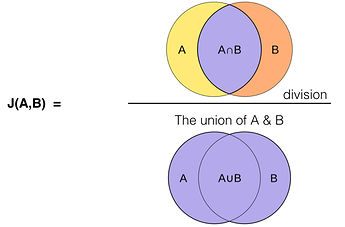 A A∩B B
J(A,B) =
division
The union of A & B
A A∪B B